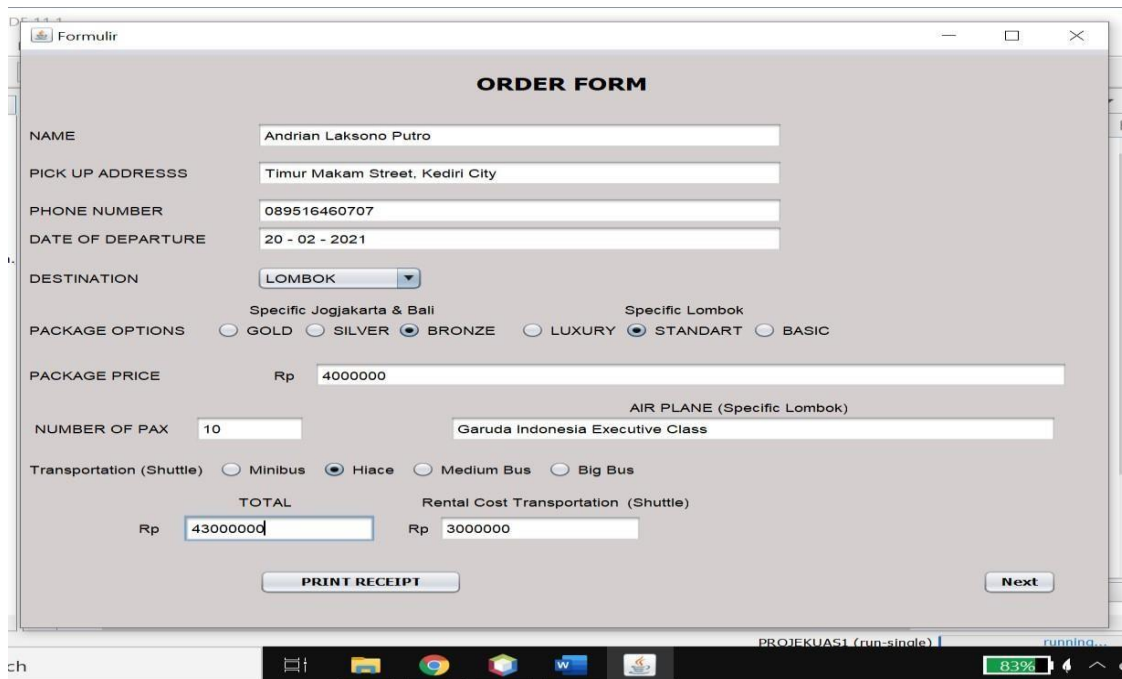 Formulir
ORDER FORM
NAME Andrian Laksono Putro
PICK UP ADDRESSS Timur Makam Street, Kediri City
PHONE NUMBER 089516460707
DATE OF DEPARTURE 20 - 02 - 2021
DESTINATION LOMBOK
Specific Jogjakarta & Bali Specific Lombok
PACKAGE OPTIONS GOLD SILVER BRONZE LUXURY STANDART BASIC
PACKAGE PRICE Rp 4000000
AIR PLANE (Specific Lombok)
NUMBER OF PAX 10 Garuda Indonesia Executive Class
Transportation (Shuttle) Minibus Hiace Medium Bus Big Bus
TOTAL Rental Cost Transportation (Shuttle)
Rp 43000000 Rp 3000000
PRINT RECEIPT Next
PROJEKUAS1 (run-single) running...
ch 83%